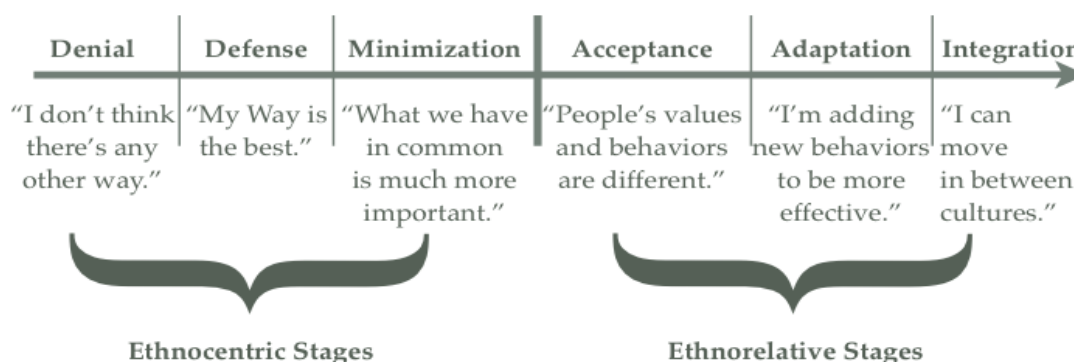 Denial Defense Minimization Acceptance Adaptation Integration
“I don’t think
there’s any
other way.”
“My Way is
the best.”
“What we have
in common
is much more
important.”
“People’s values
and behaviors
are different.”
“I’m adding
new behaviors
to be more
effective.”
“I can
move
in between
cultures.”
Ethnocentric Stages
Ethnorelative Stages